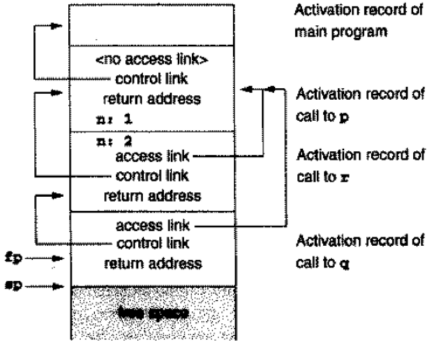 Activation record of
main program
<no access link>
control link
return address
n: 1
Activation record of
call to p
n: 2
access link
control link
return address
Activation record of
call to r
access link
control link
return address
Activation record of
call to q
fp
sp
free space